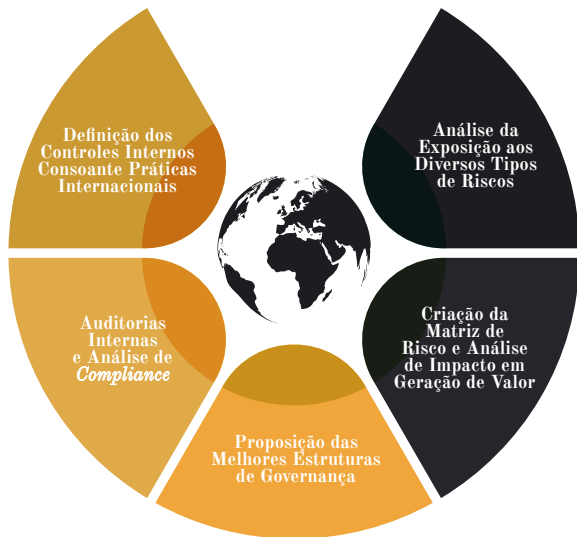 Definição dos
Controles Internos
Consoante Práticas
Internacionais
Análise da
Exposição aos
Diversos Tipos
de Riscos
Auditorias
Internas
e Análise de
Compliance
Criação da
Matriz de
Risco e Análise
de Impacto em
Geração de Valor
Proposição das
Melhores Estruturas
de Governança